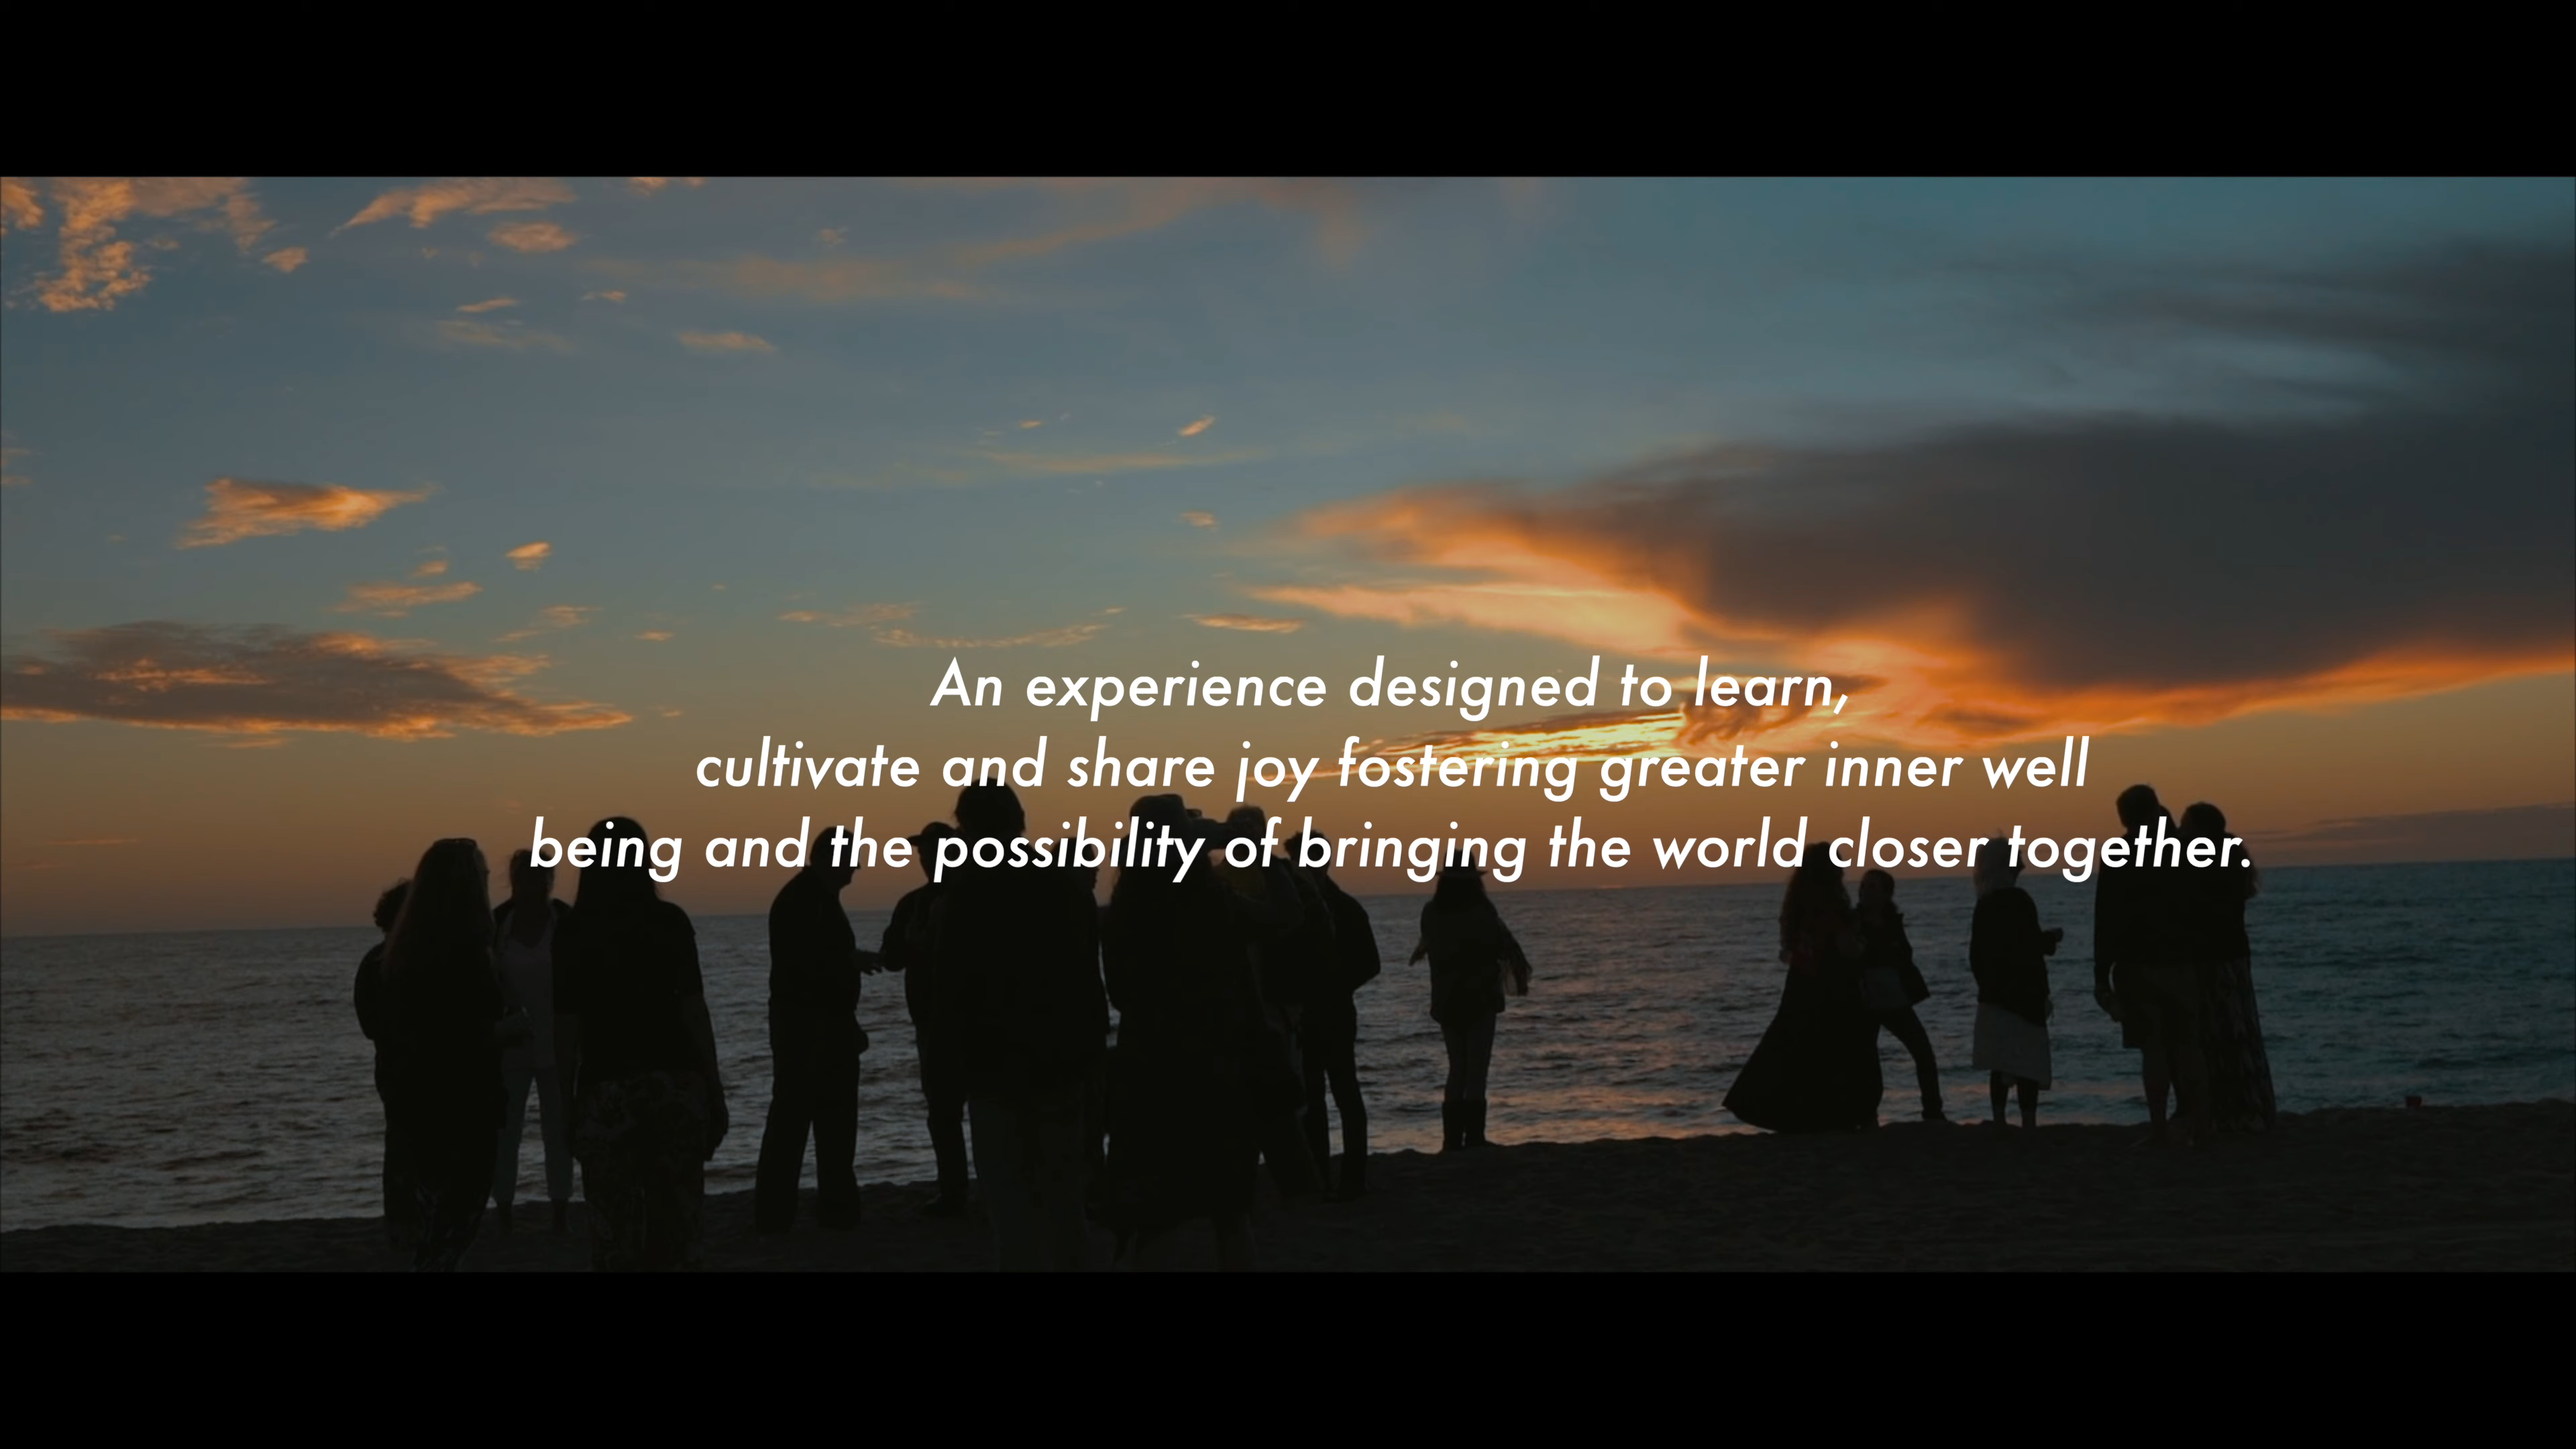 An experience designed to learn,
cultivate and share joy fostering greater inner well
being and the possibility of bringing the world closer together.